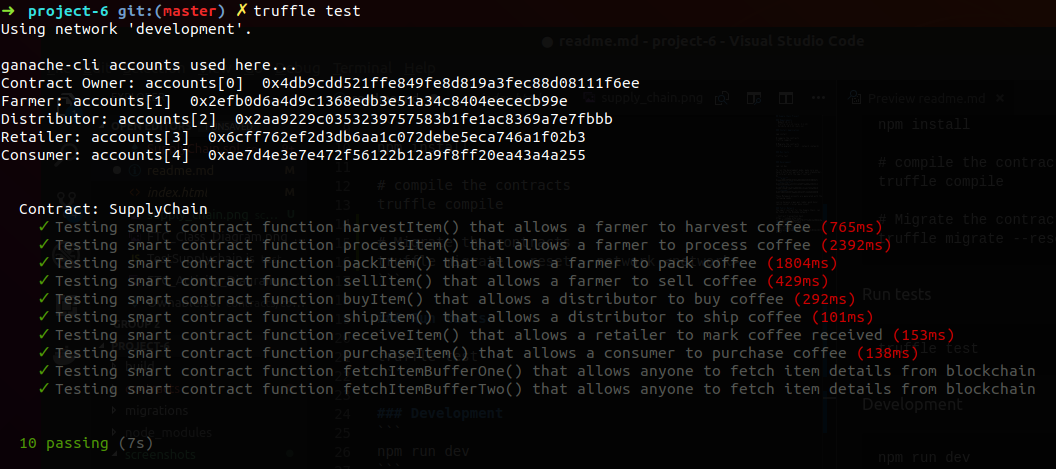 ➜ project-6 git:(master) ✗ truffle test
Using network 'development'.
ganache-cli accounts used here...
Contract Owner: accounts[0] 0x4db9cdd521ffe849fe8d819a3fec88d08111f6ee
Farmer: accounts[1] 0x2efb0d6a4d9c1368edb3e51a34c8404eececb99e
Distributor: accounts[2] 0x2aa9229c0353239757583b1fe1ac8369a7e7fbbb
Retailer: accounts[3] 0x6cff762ef2d3db6aa1c072debe5eca746a1f02b3
Consumer: accounts[4] 0xae7d4e3e7e472f56122b12a9f8ff20ea43a4a255
Contract: SupplyChain
✓ Testing smart contract function harvestItem() that allows a farmer to harvest coffee (765ms)
✓ Testing smart contract function processItem() that allows a farmer to process coffee (2392ms)
✓ Testing smart contract function packItem() that allows a farmer to pack coffee (1804ms)
✓ Testing smart contract function sellItem() that allows a farmer to sell coffee (429ms)
✓ Testing smart contract function buyItem() that allows a distributor to buy coffee (292ms)
✓ Testing smart contract function shipItem() that allows a distributor to ship coffee (101ms)
✓ Testing smart contract function receiveItem() that allows a retailer to mark coffee received (153ms)
✓ Testing smart contract function purchaseItem() that allows a consumer to purchase coffee (138ms)
✓ Testing smart contract function fetchItemBufferOne() that allows anyone to fetch item details from blockchain
✓ Testing smart contract function fetchItemBufferTwo() that allows anyone to fetch item details from blockchain
10 passing (7s)
readme.md - project-6 - Visual Studio Code
Terminal Help
supply_chain.png
Preview readme.md
readme.md
index.html
migrations
node_modules
screenshots
12 # compile the contracts
truffle compile
24 ### Development
25 ```
26 npm run dev
npm install
# compile the contracts
truffle compile
# Migrate the contrac
truffle migrate --res
Run tests
truffle test
Development
npm run dev